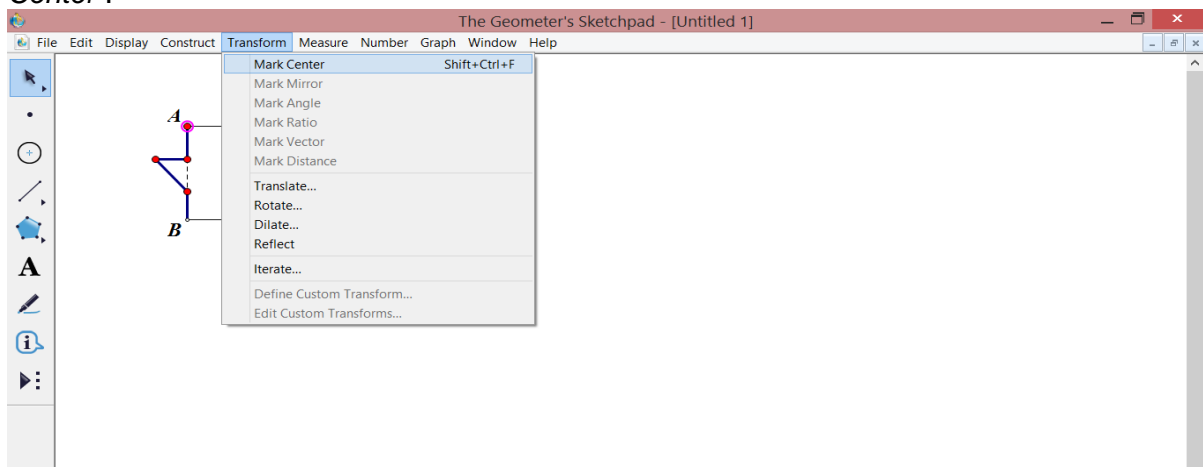 The Geometer's Sketchpad - [Untitled 1]
File Edit Display Construct Transform Measure Number Graph Window Help
Mark Center Shift+Ctrl+F
Mark Mirror
Mark Angle
Mark Ratio
Mark Vector
Mark Distance
Translate...
Rotate...
Dilate...
Reflect
Iterate...
Define Custom Transform...
Edit Custom Transforms...
A
B
A